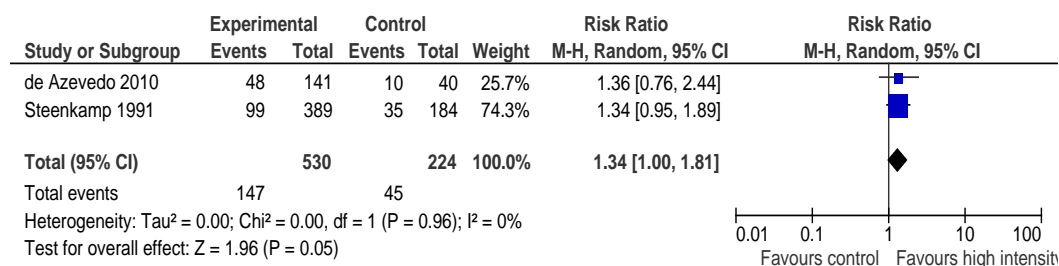 Experimental Control Risk Ratio Risk Ratio
Study or Subgroup Events Total Events Total Weight M-H, Random, 95% CI M-H, Random, 95% CI
de Azevedo 2010 48 141 10 40 25.7% 1.36 [0.76, 2.44]
Steenkamp 1991 99 389 35 184 74.3% 1.34 [0.95, 1.89]
Total (95% CI) 530 224 100.0% 1.34 [1.00, 1.81]
Total events 147 45
Heterogeneity: Tau² = 0.00; Chi² = 0.00, df = 1 (P = 0.96); I² = 0%
Test for overall effect: Z = 1.96 (P = 0.05)
0.01 0.1 1 10 100
Favours control Favours high intensity